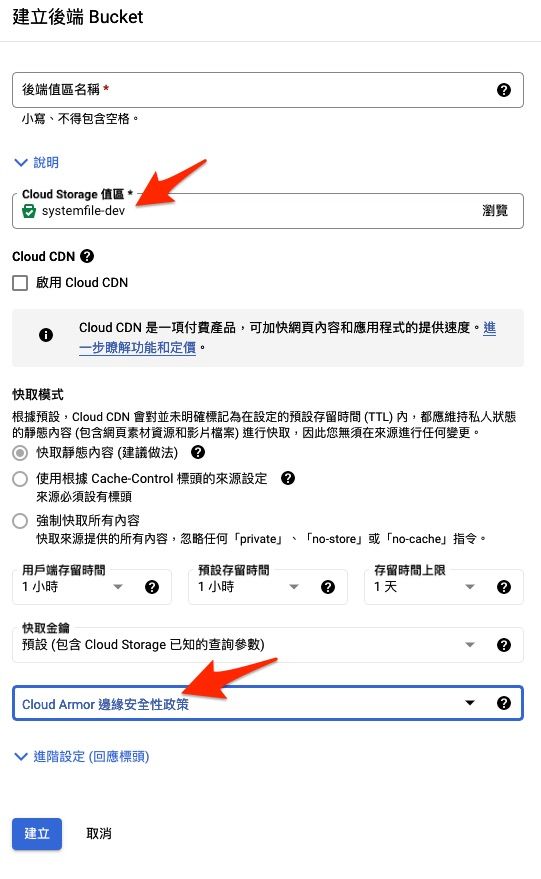 建立後端 Bucket
後端值區名稱 *
小寫、不得包含空格。
說明
Cloud Storage 值區 *
systemfile-dev
瀏覽
Cloud CDN
啟用 Cloud CDN
Cloud CDN 是一項付費產品，可加快網頁內容和應用程式的提供速度。進
一步瞭解功能和定價。
快取模式
根據預設，Cloud CDN 會對並未明確標記為在設定的預設存留時間 (TTL) 內，都應維持私人狀態
的靜態內容 (包含網頁素材資源和影片檔案) 進行快取，因此您無須在來源進行任何變更。
快取靜態內容 (建議做法)
使用根據 Cache-Control 標頭的來源設定
來源必須設有標頭
強制快取所有內容
快取來源提供的所有內容，忽略任何「private」、「no-store」或「no-cache」指令。
用戶端存留時間
1 小時
預設存留時間
1 小時
存留時間上限
1 天
快取金鑰
預設 (包含 Cloud Storage 已知的查詢參數)
Cloud Armor 邊緣安全性政策
進階設定 (回應標頭)
建立
取消